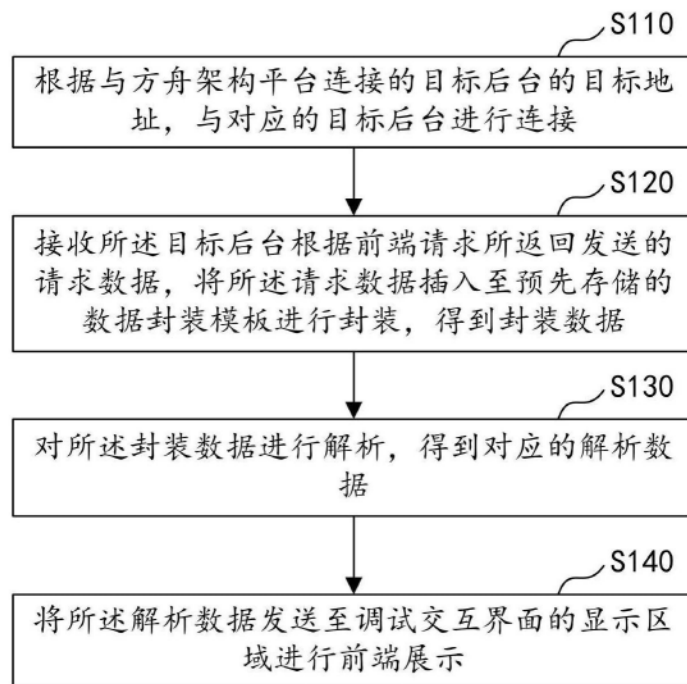 S110
根据与方舟架构平台连接的目标后台的目标地
址，与对应的目标后台进行连接
S120
接收所述目标后台根据前端请求所返回发送的
请求数据，将所述请求数据插入至预先存储的
数据封装模板进行封装，得到封装数据
S130
对所述封装数据进行解析，得到对应的解析数
据
S140
将所述解析数据发送至调试交互界面的显示区
域进行前端展示